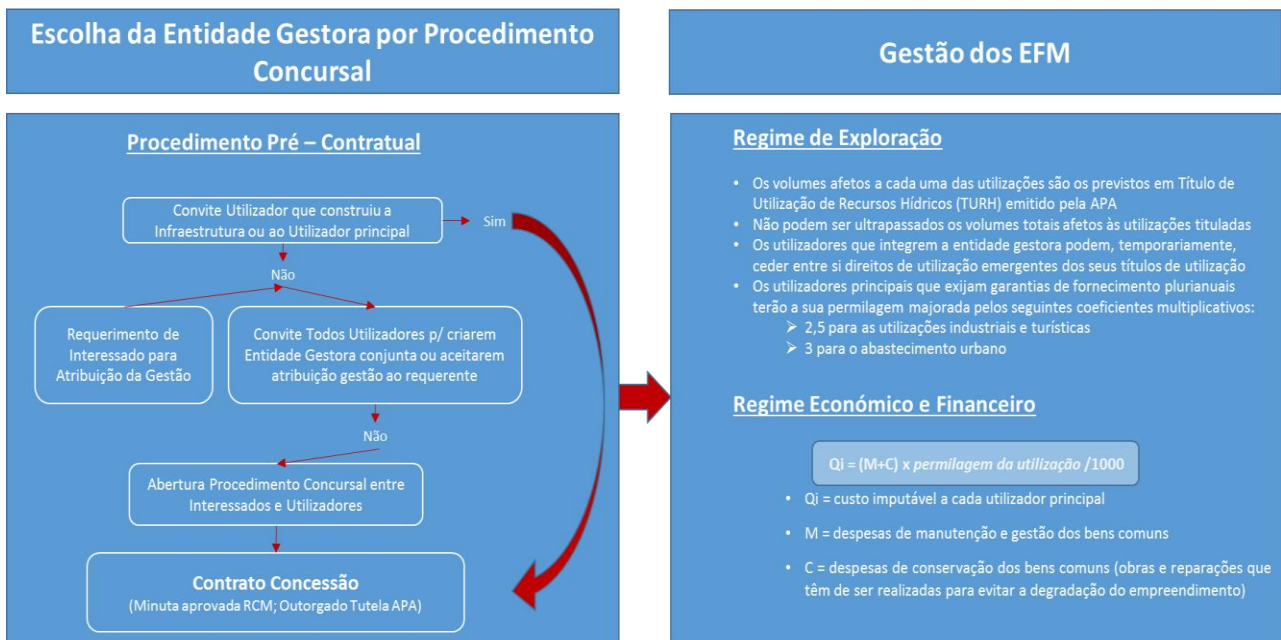 Escolha da Entidade Gestora por Procedimento
Concursal
Procedimento Pré – Contratual
Convite Utilizador que construiu a
Infraestrutura ou ao Utilizador principal
Sim
Não
Requerimento de
Interessado para
Atribuição da Gestão
Convite Todos Utilizadores p/ criarem
Entidade Gestora conjunta ou aceitarem
atribuição gestão ao requerente
Não
Abertura Procedimento Concursal entre
Interessados e Utilizadores
Contrato Concessão
(Minuta aprovada RCM; Outorgado Tutela APA)
Gestão dos EFM
Regime de Exploração
• Os volumes afetos a cada uma das utilizações são os previstos em Título de
Utilização de Recursos Hídricos (TURH) emitido pela APA
• Não podem ser ultrapassados os volumes totais afetos às utilizações tituladas
• Os utilizadores que integrem a entidade gestora podem, temporariamente,
ceder entre si direitos de utilização emergentes dos seus títulos de utilização
• Os utilizadores principais que exijam garantias de fornecimento plurianuais
terão a sua permilagem majorada pelos seguintes coeficientes multiplicativos:
➢ 2,5 para as utilizações industriais e turísticas
➢ 3 para o abastecimento urbano
Regime Económico e Financeiro
Qi = (M+C) x permilagem da utilização /1000
• Qi = custo imputável a cada utilizador principal
• M = despesas de manutenção e gestão dos bens comuns
• C = despesas de conservação dos bens comuns (obras e reparações que
têm de ser realizadas para evitar a degradação do empreendimento)